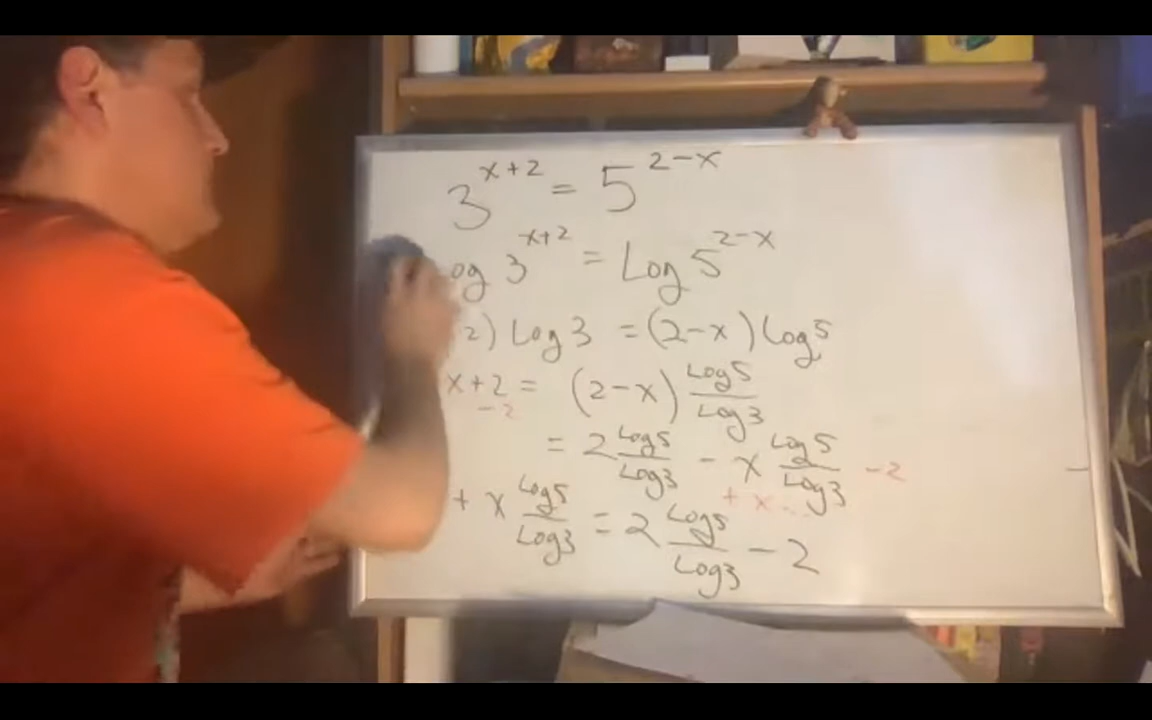 3^(x+2) = 5^(2-x)
og 3^(x+2) = Log 5^(2-x)
2) Log 3 = (2-x) Log 5
x+2 = (2-x) Log5/Log3
-2
= 2 Log5/Log3 - x Log5/Log3 -2
+ x
+ x Log5/Log3 = 2 Log5/Log3 - 2